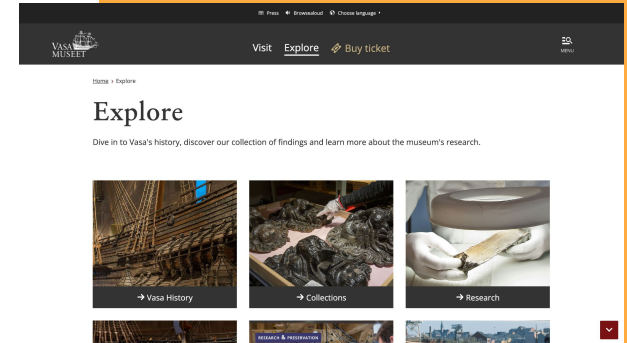 Press Browsealoud Choose language
VASA
MUSEET
Visit Explore Buy ticket
MENU
Home › Explore
Explore
Dive in to Vasa's history, discover our collection of findings and learn more about the museum's research.
→ Vasa History
→ Collections
→ Research
RESEARCH & PRESERVATION